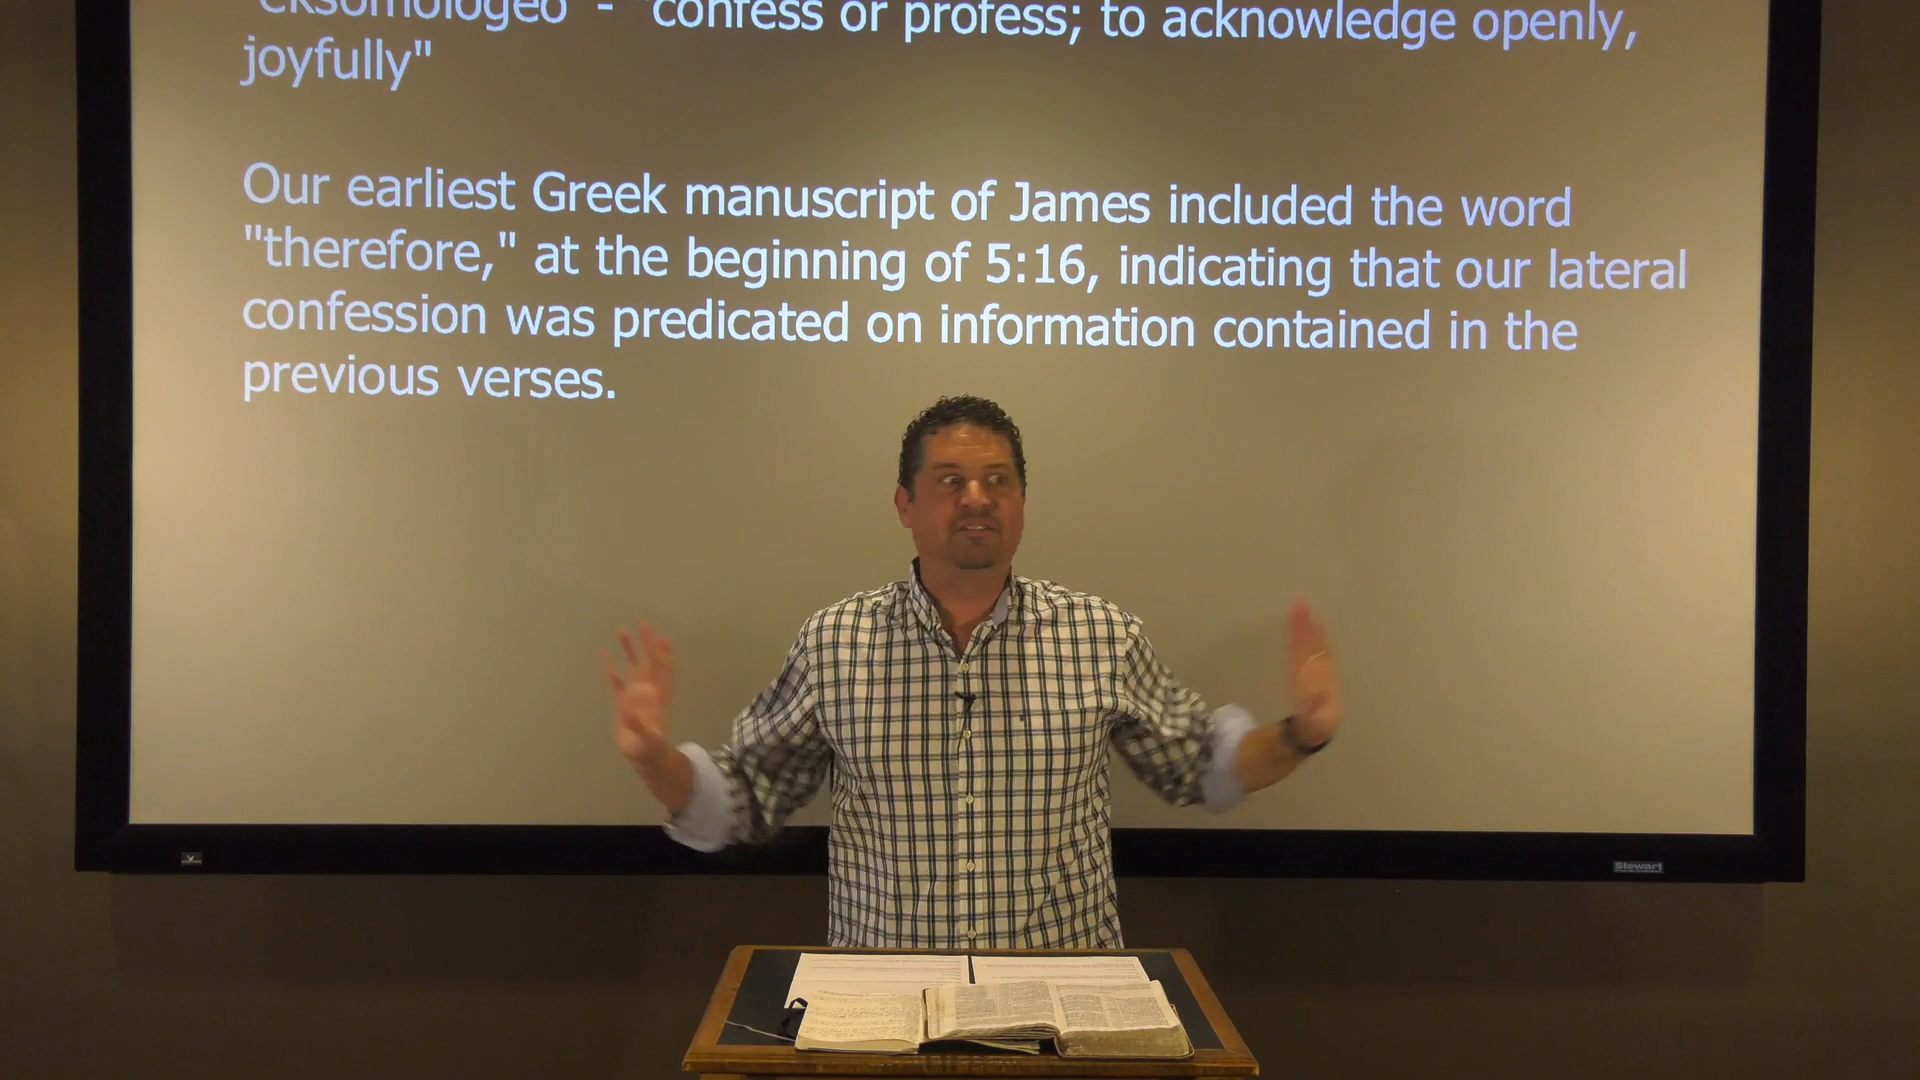 "eksomologeo" - "confess or profess; to acknowledge openly,
joyfully"
Our earliest Greek manuscript of James included the word
"therefore," at the beginning of 5:16, indicating that our lateral
confession was predicated on information contained in the
previous verses.
Stewart